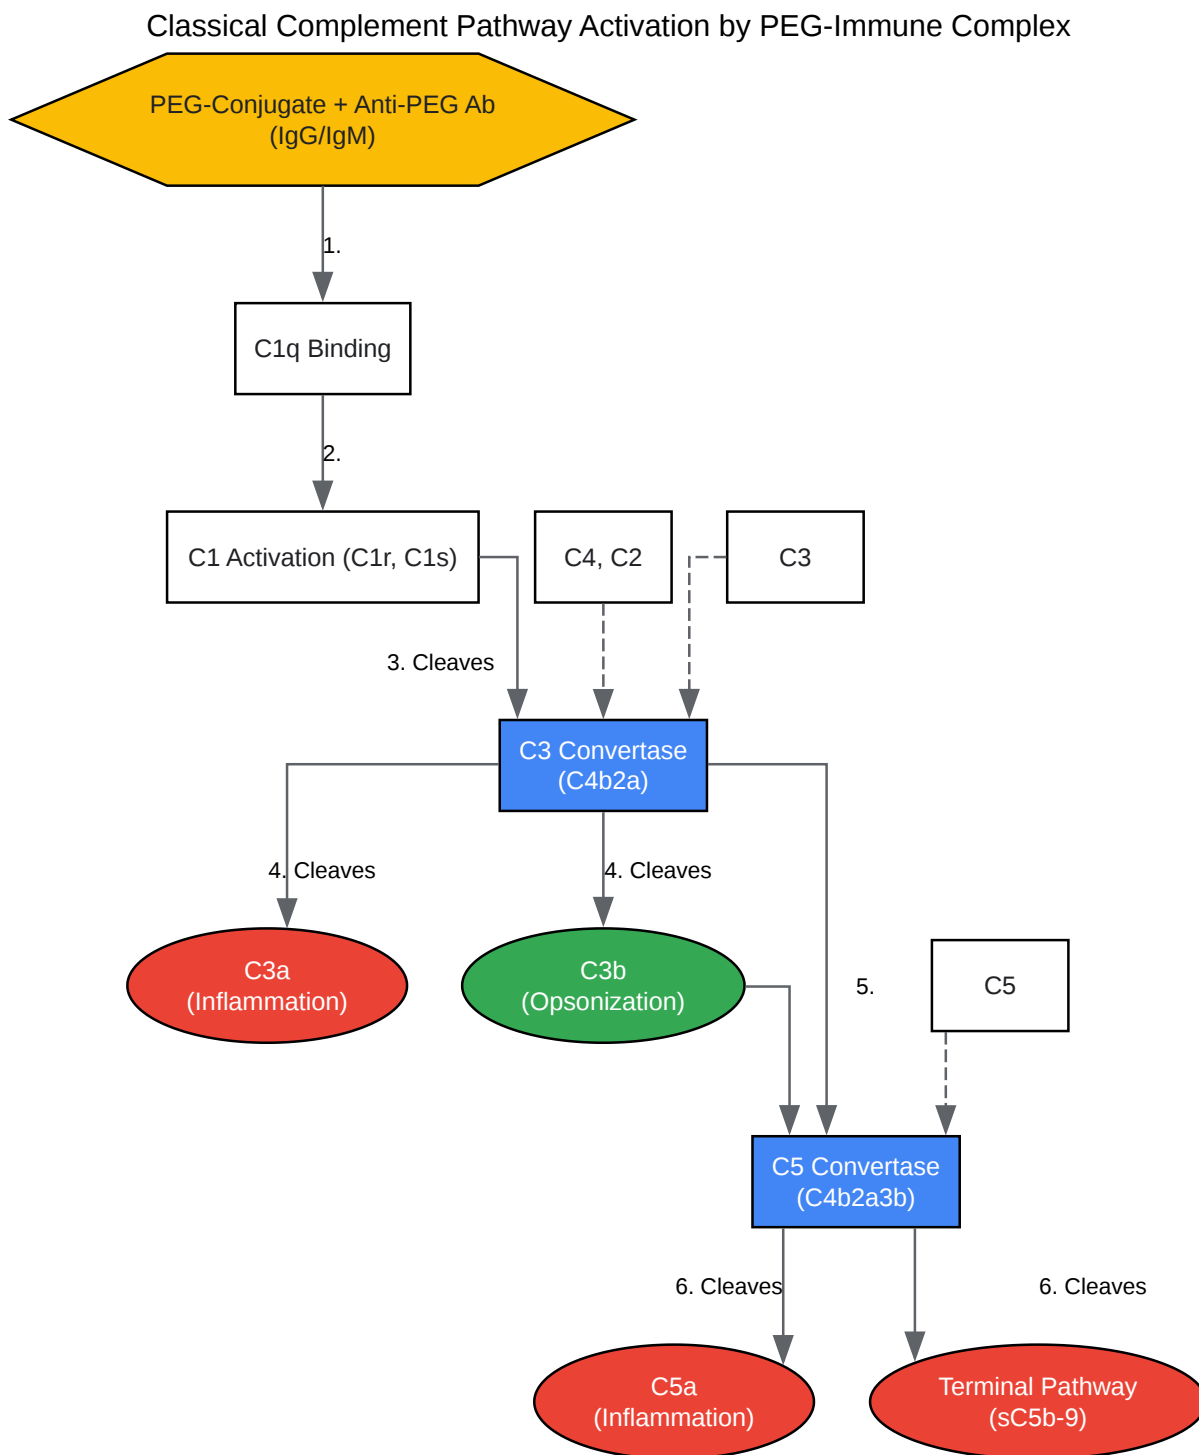 Classical Complement Pathway Activation by PEG-Immune Complex
PEG-Conjugate + Anti-PEG Ab
(IgG/IgM)
1.
C1q Binding
2.
C1 Activation (C1r, C1s)
C4, C2
C3
3. Cleaves
C3 Convertase
(C4b2a)
4. Cleaves
4. Cleaves
C3a
(Inflammation)
C3b
(Opsonization)
5.
C5
C5 Convertase
(C4b2a3b)
6. Cleaves
6. Cleaves
C5a
(Inflammation)
Terminal Pathway
(sC5b-9)